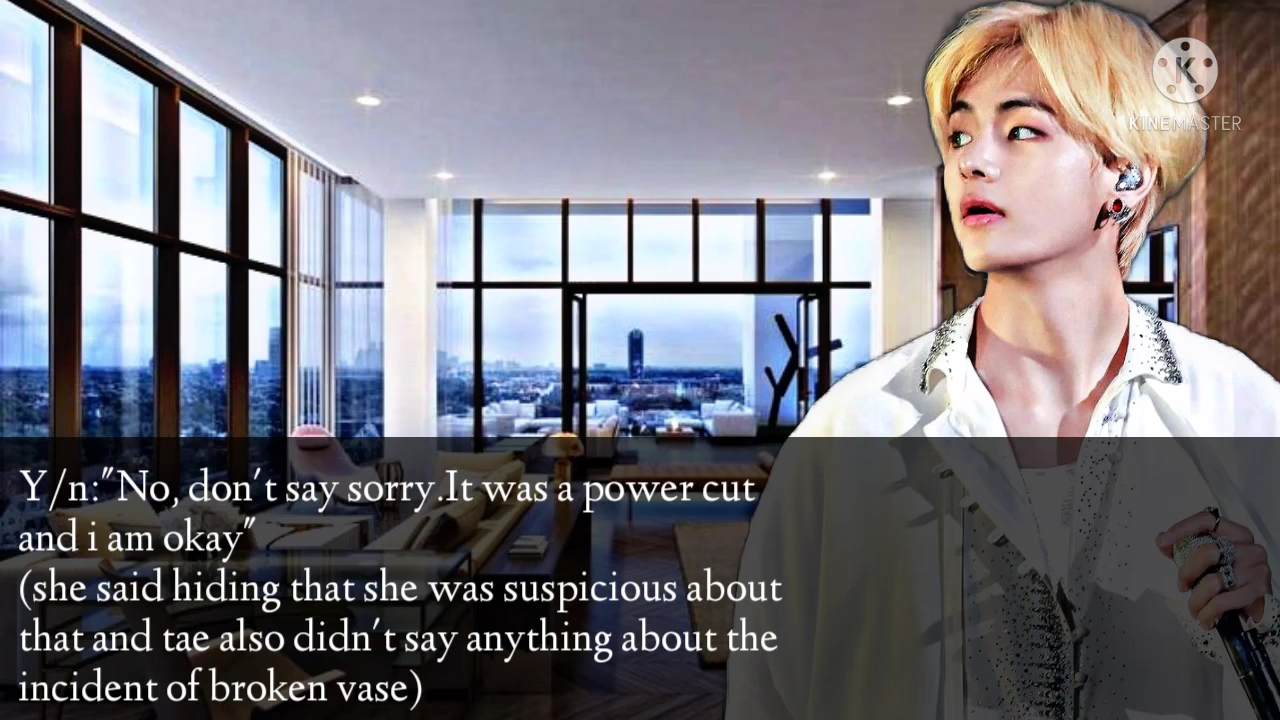 K
KINEMASTER
Y/n:"No, don't say sorry.It was a power cut
and i am okay"
(she said hiding that she was suspicious about
that and tae also didn't say anything about the
incident of broken vase)